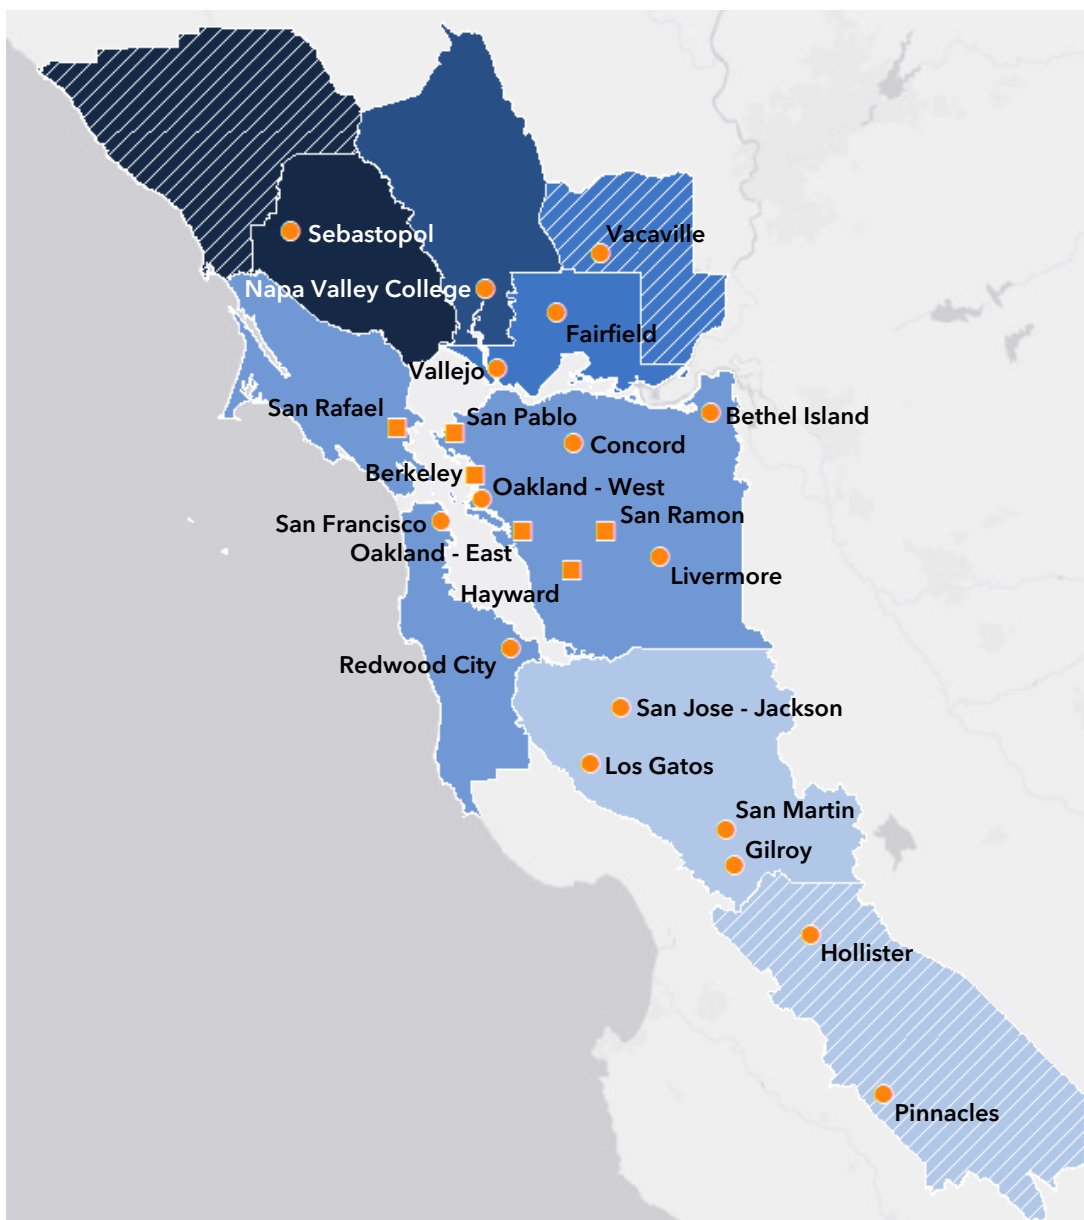 Sebastopol
Vacaville
Napa Valley College
Fairfield
Vallejo
San Rafael
San Pablo
Bethel Island
Concord
Berkeley
Oakland - West
San Ramon
San Francisco
Oakland - East
Livermore
Hayward
Redwood City
San Jose - Jackson
Los Gatos
San Martin
Gilroy
Hollister
Pinnacles